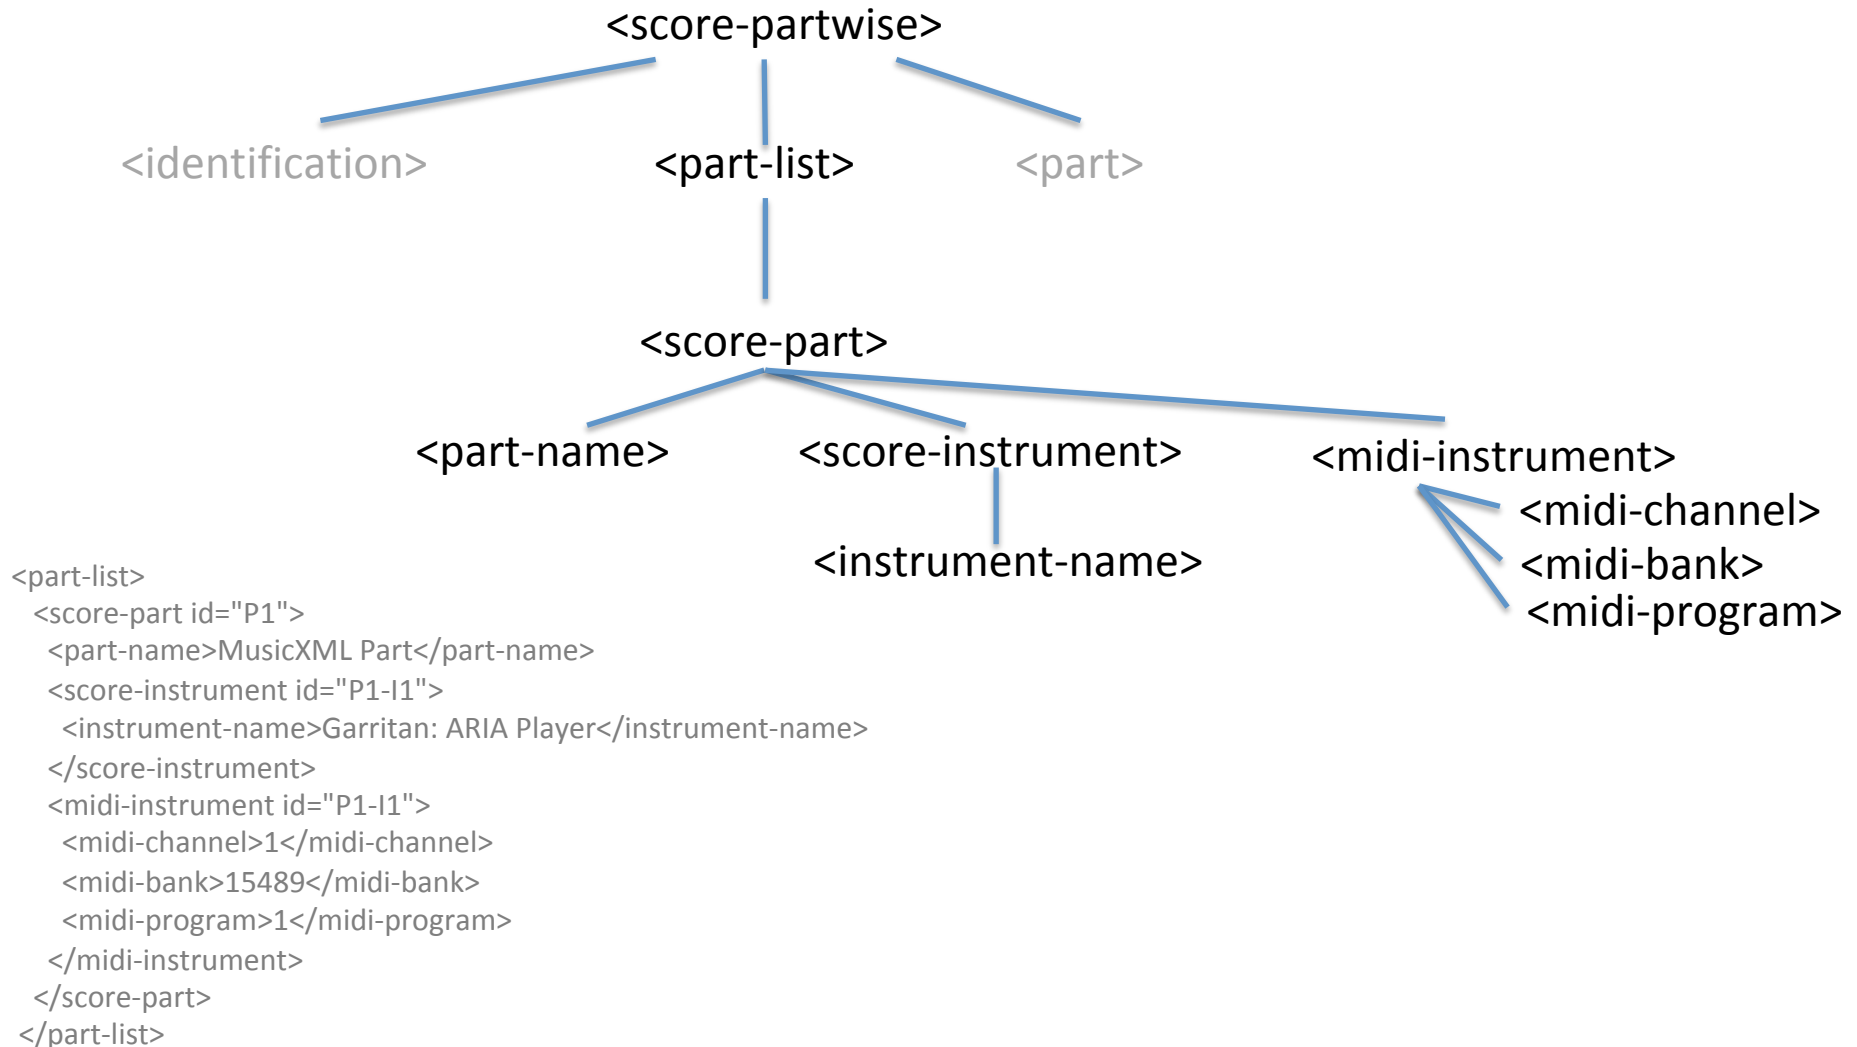 <score-partwise>
<identification> <part-list> <part>
<score-part>
<part-name> <score-instrument> <midi-instrument>
<midi-channel>
<instrument-name> <midi-bank>
<midi-program>
<part-list>
<score-part id="P1">
<part-name>MusicXML Part</part-name>
<score-instrument id="P1-I1">
<instrument-name>Garritan: ARIA Player</instrument-name>
</score-instrument>
<midi-instrument id="P1-I1">
<midi-channel>1</midi-channel>
<midi-bank>15489</midi-bank>
<midi-program>1</midi-program>
</midi-instrument>
</score-part>
</part-list>